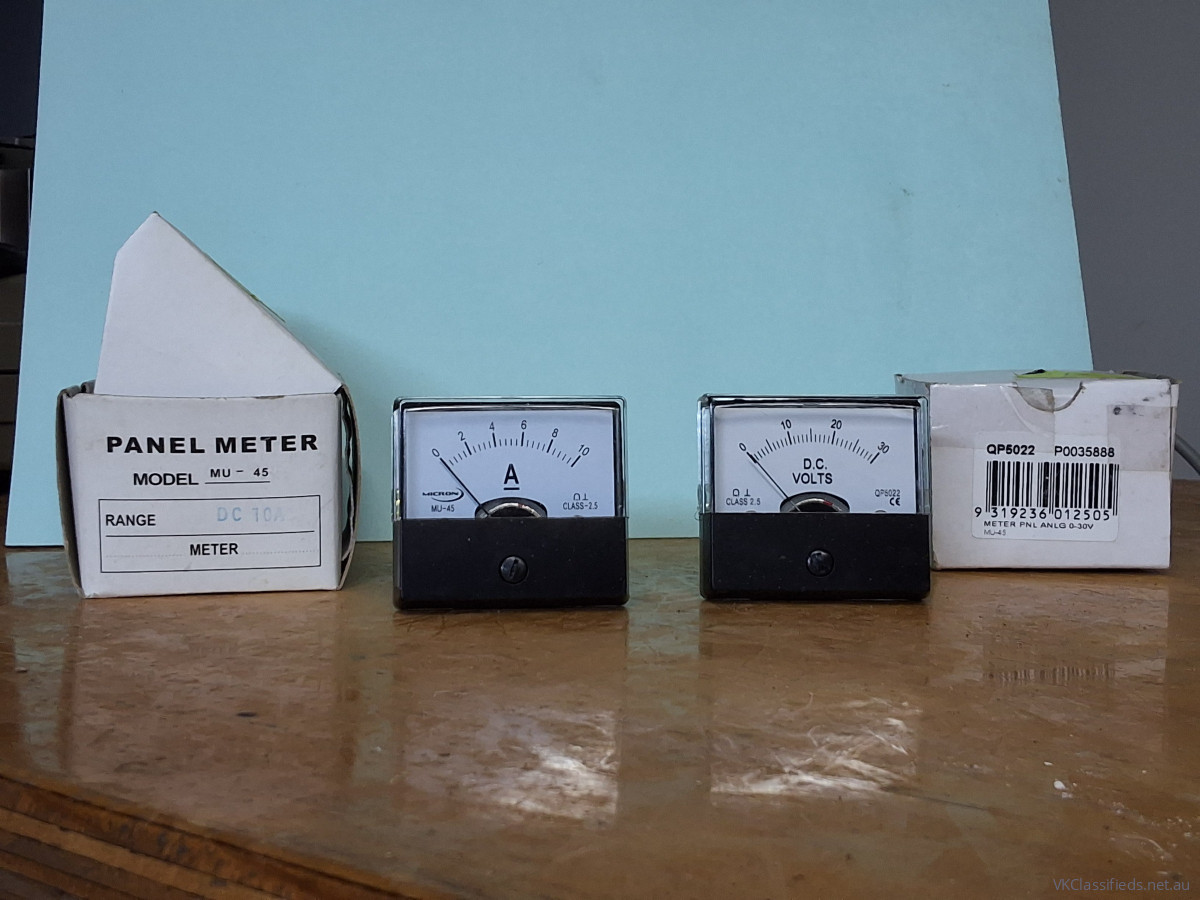 PANEL METER
MODEL MU - 45
RANGE DC 10A
METER
0 2 4 6 8 10
A
MICRON
MU-45
CLASS-2.5
0 10 20 30
D.C.
VOLTS
CLASS 2.5
QP5022
CE
QP5022 P0035888
9 319236 012505
METER PNL ANLG 0-30V
MU-45
VKClassifieds.net.au